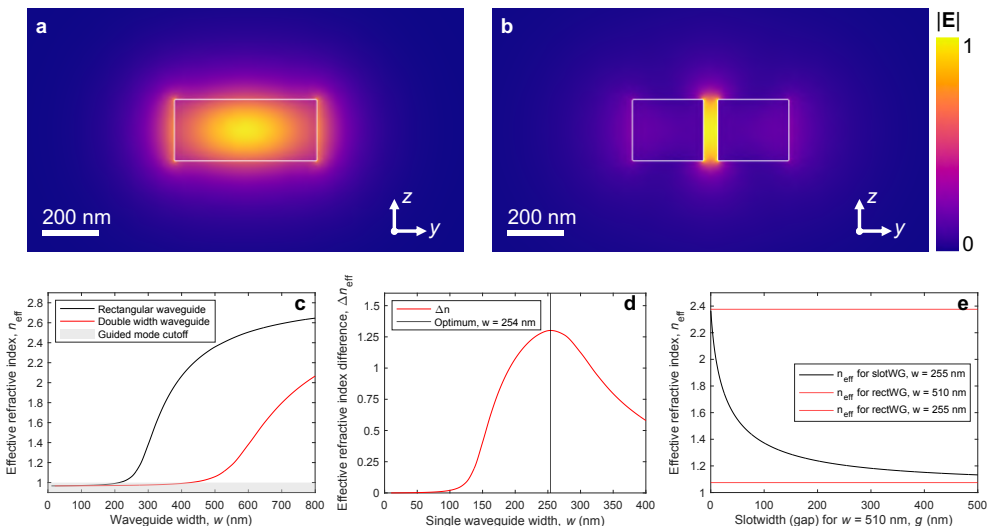 a
200 nm
z
y
b
200 nm
z
y
|E|
1
0
c
Effective refractive index, n_eff
2.8
2.6
2.4
2.2
2
1.8
1.6
1.4
1.2
1
Rectangular waveguide
Double width waveguide
Guided mode cutoff
0 100 200 300 400 500 600 700 800
Waveguide width, w (nm)
d
Effective refractive index difference, Δn_eff
1.5
1.25
1
0.75
0.5
0.25
0
Δn
Optimum, w = 254 nm
0 50 100 150 200 250 300 350 400
Single waveguide width, w (nm)
e
Effective refractive index, n_eff
2.4
2.2
2
1.8
1.6
1.4
1.2
1
n_eff for slotWG, w = 255 nm
n_eff for rectWG, w = 510 nm
n_eff for rectWG, w = 255 nm
0 100 200 300 400 500
Slotwidth (gap) for w = 510 nm, g (nm)